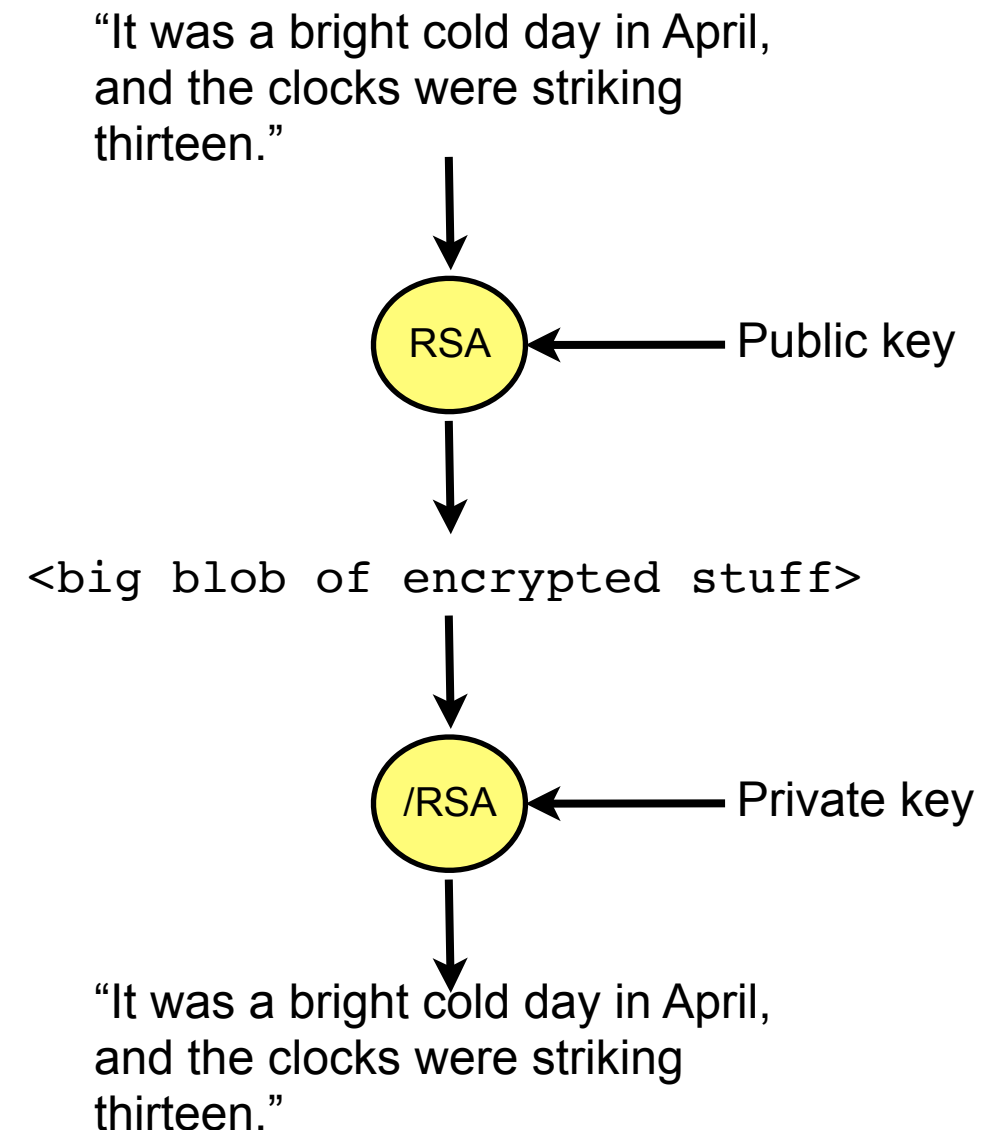 “It was a bright cold day in April,
and the clocks were striking
thirteen.”
RSA
Public key
<big blob of encrypted stuff>
/RSA
Private key
“It was a bright cold day in April,
and the clocks were striking
thirteen.”